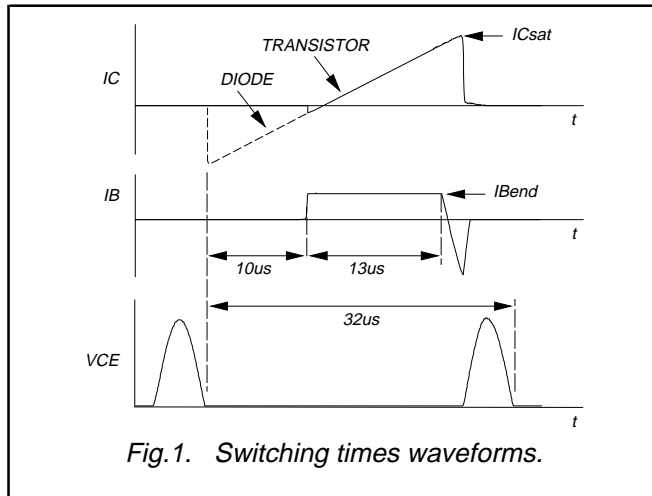 ICsat
TRANSISTOR
IC
DIODE
t
IB
IBend
t
10us
13us
32us
VCE
t
Fig.1. Switching times waveforms.